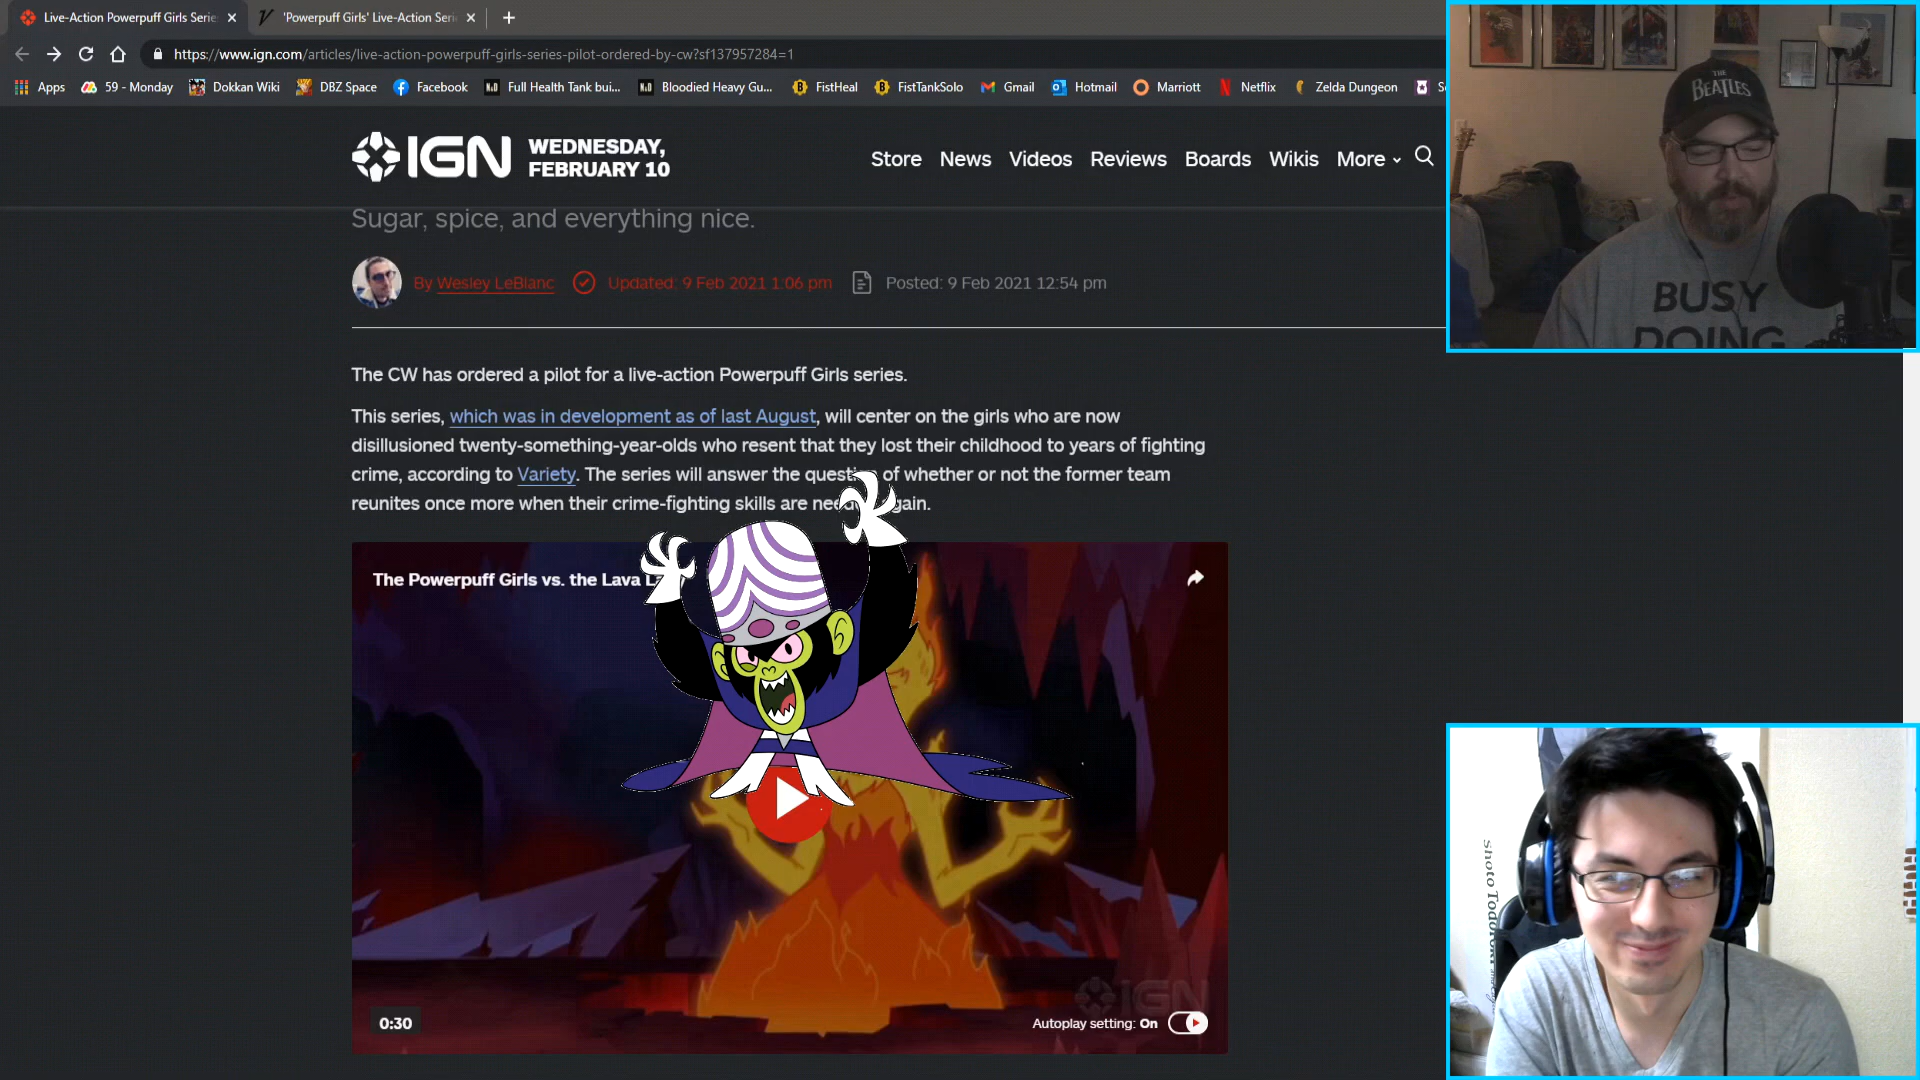 Live-Action Powerpuff Girls Serie
'Powerpuff Girls' Live-Action Seri
https://www.ign.com/articles/live-action-powerpuff-girls-series-pilot-ordered-by-cw?sf137957284=1
Apps
59 - Monday
Dokkan Wiki
DBZ Space
Facebook
Full Health Tank bui...
Bloodied Heavy Gu...
FistHeal
FistTankSolo
Gmail
Hotmail
Marriott
Netflix
Zelda Dungeon
IGN
WEDNESDAY,
FEBRUARY 10
Store News Videos Reviews Boards Wikis More
Sugar, spice, and everything nice.
By Wesley LeBlanc Updated: 9 Feb 2021 1:06 pm Posted: 9 Feb 2021 12:54 pm
The CW has ordered a pilot for a live-action Powerpuff Girls series.
This series, which was in development as of last August, will center on the girls who are now
disillusioned twenty-something-year-olds who resent that they lost their childhood to years of fighting
crime, according to Variety. The series will answer the question of whether or not the former team
reunites once more when their crime-fighting skills are needed again.
The Powerpuff Girls vs. the Lava
0:30
IGN
Autoplay setting: On
THE
BEATLES
BUSY
DOING
Shoto Todoroki